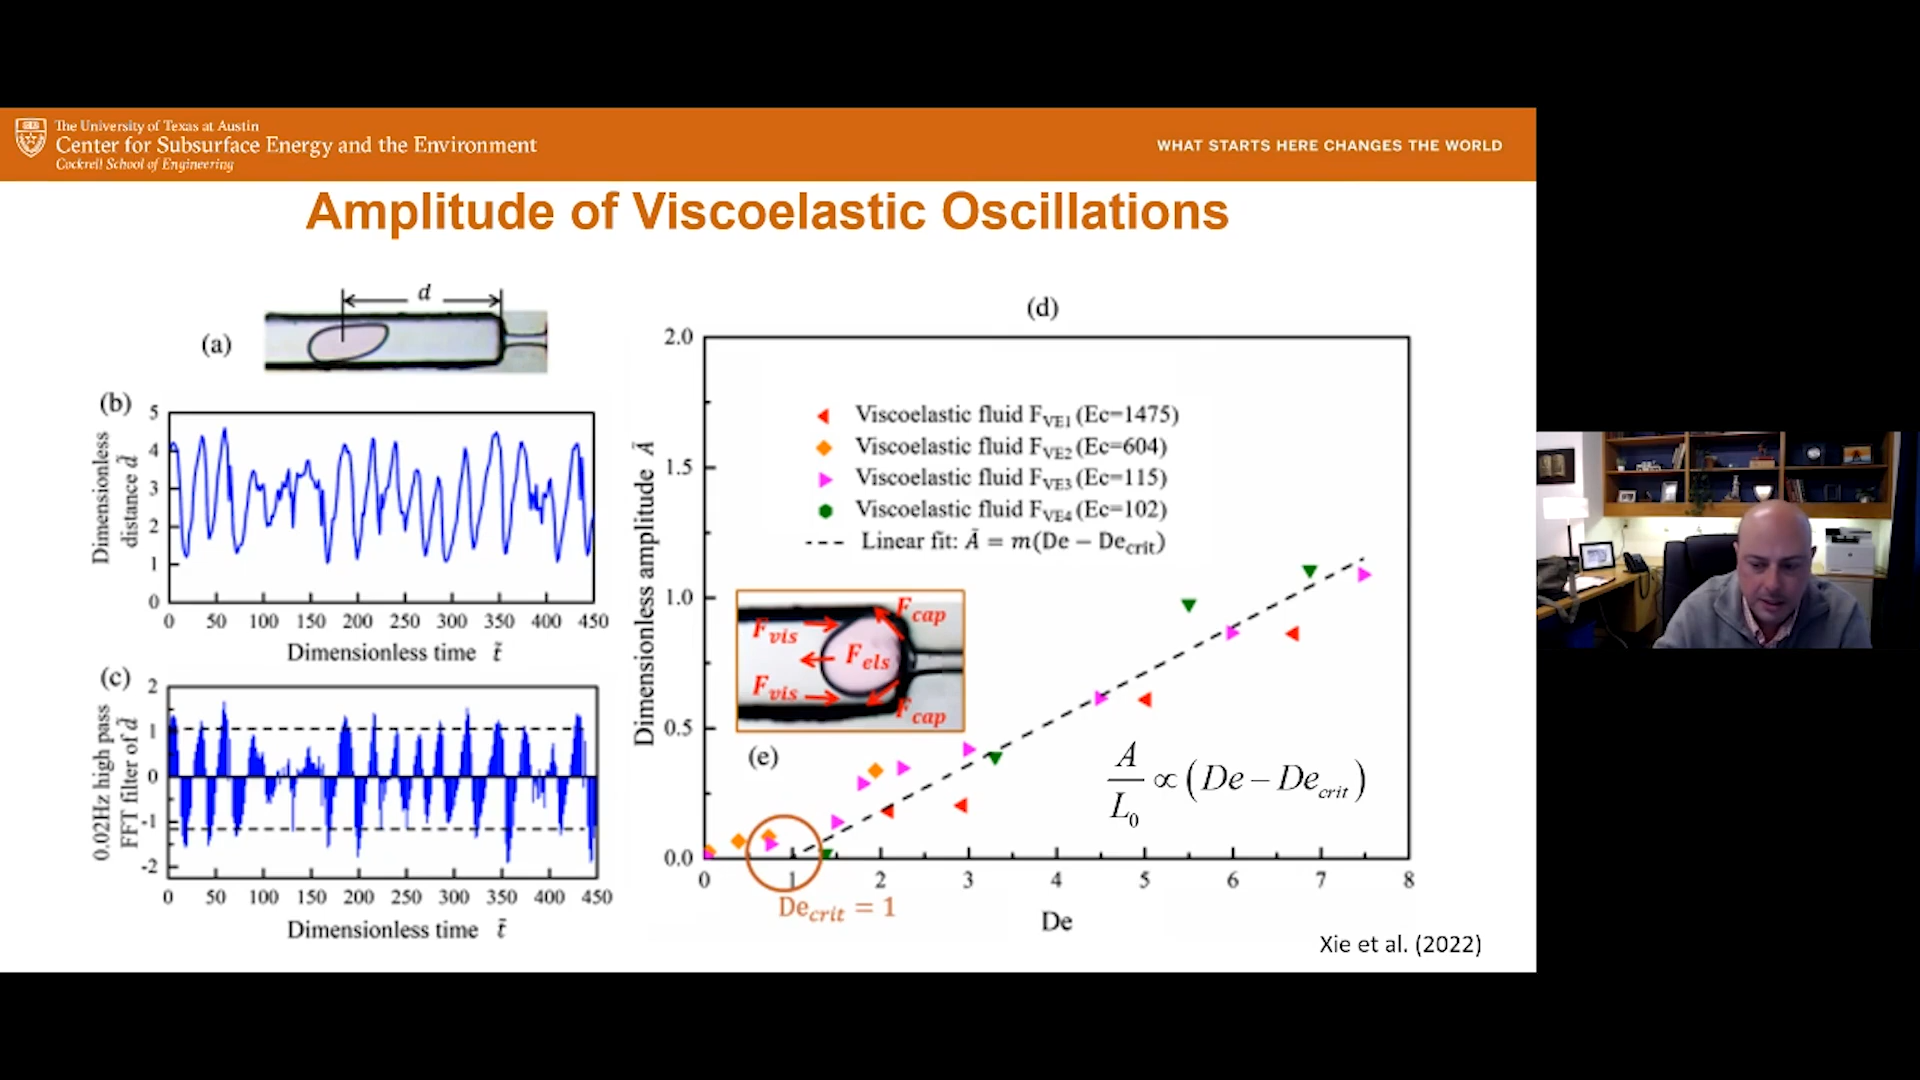 The University of Texas at Austin
Center for Subsurface Energy and the Environment
Cockrell School of Engineering
WHAT STARTS HERE CHANGES THE WORLD
Amplitude of Viscoelastic Oscillations
(a)
d
(b)
Dimensionless distance d̃
5
4
3
2
1
0
0 50 100 150 200 250 300 350 400 450
Dimensionless time t̃
(c)
0.02Hz high pass FFT filter of d̃
2
1
0
-1
-2
0 50 100 150 200 250 300 350 400 450
Dimensionless time t̃
(d)
Dimensionless amplitude Ã
2.0
1.5
1.0
0.5
0.0
Viscoelastic fluid F_VE1 (Ec=1475)
Viscoelastic fluid F_VE2 (Ec=604)
Viscoelastic fluid F_VE3 (Ec=115)
Viscoelastic fluid F_VE4 (Ec=102)
Linear fit: Ã = m(De − De_crit)
F_cap
F_vis
F_els
F_vis
F_cap
(e)
A/L_0 ∝ (De − De_crit)
0 1 2 3 4 5 6 7 8
De_crit = 1
De
Xie et al. (2022)